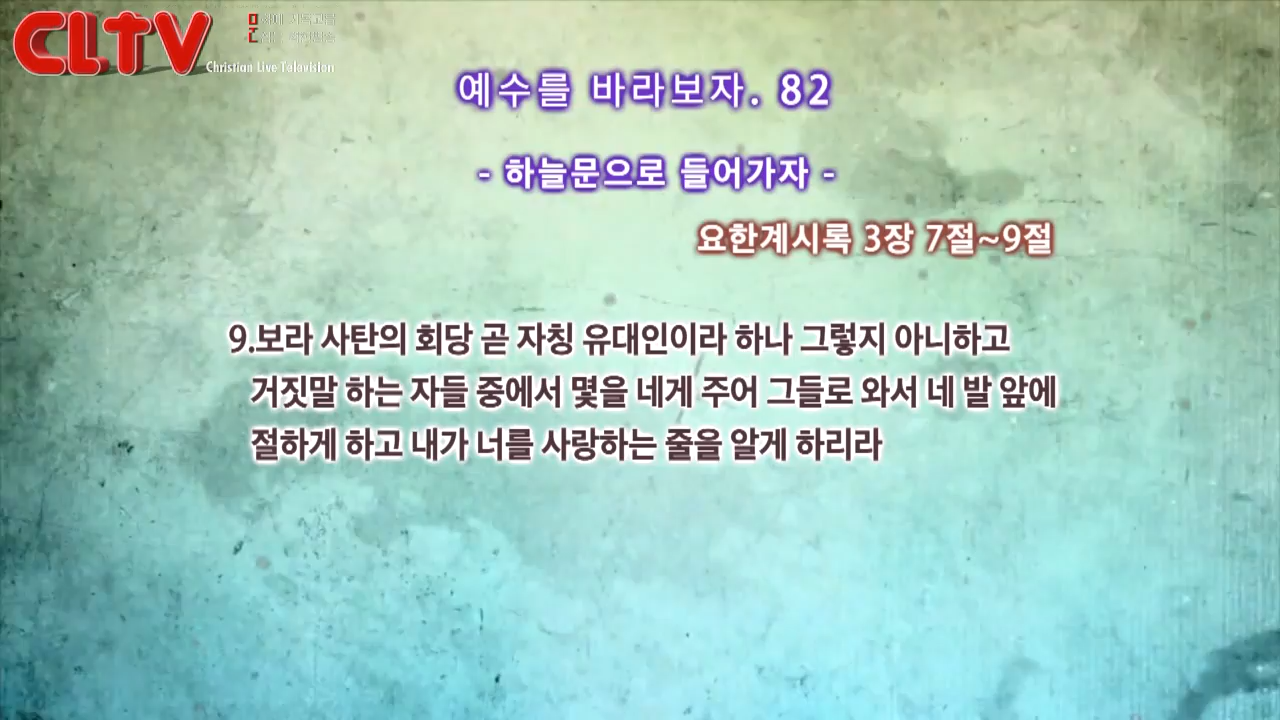 CLTV
Christian Live Television
예수를 바라보자. 82
- 하늘문으로 들어가자 -
요한계시록 3장 7절~9절
9.보라 사탄의 회당 곧 자칭 유대인이라 하나 그렇지 아니하고
거짓말 하는 자들 중에서 몇을 네게 주어 그들로 와서 네 발 앞에
절하게 하고 내가 너를 사랑하는 줄을 알게 하리라